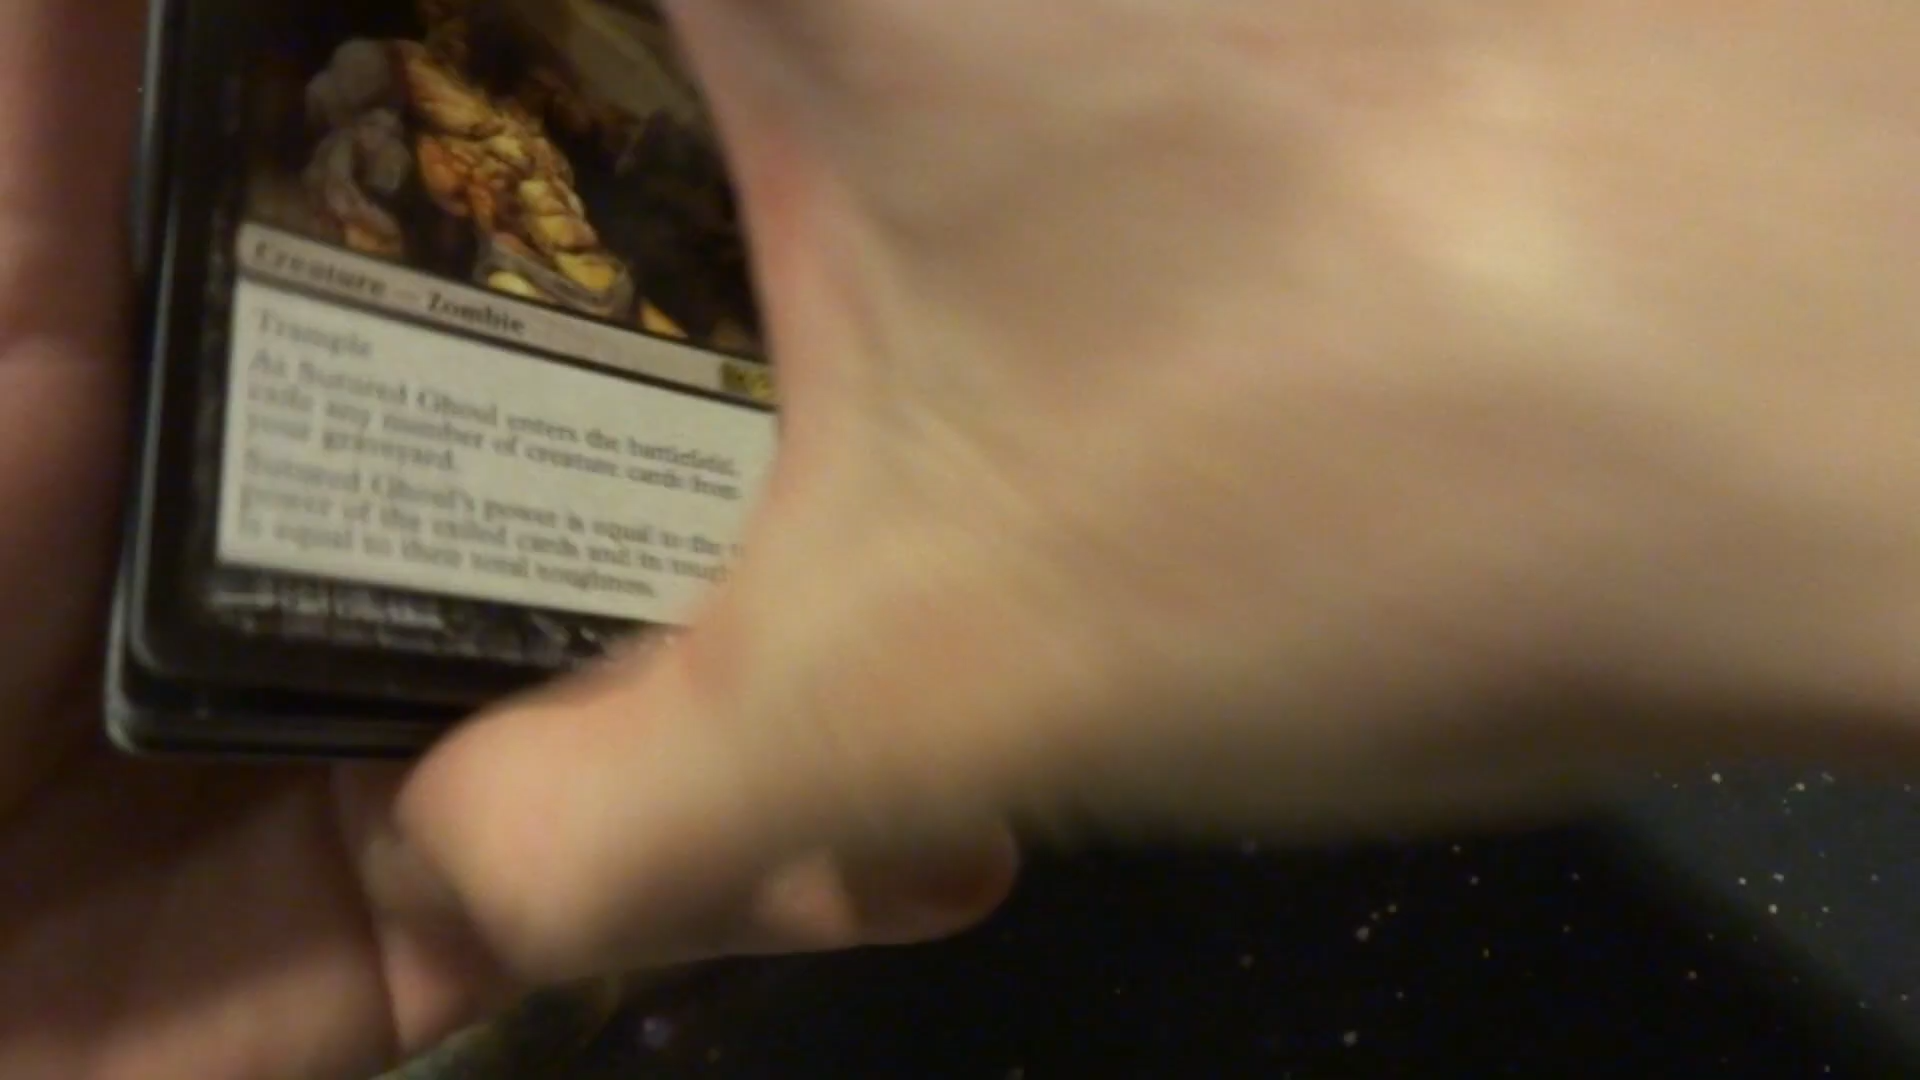 Creature — Zombie
Trample
As Sutured Ghoul enters the battlefield,
exile any number of creature cards from
your graveyard.
Sutured Ghoul's power is equal to the
power of the exiled cards and its
is equal to their total toughness.